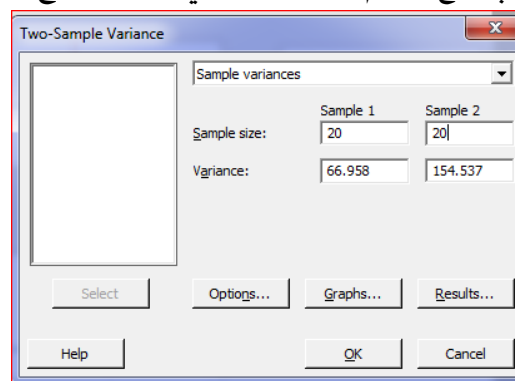 Two-Sample Variance
Sample variances
Sample 1 Sample 2
Sample size: 20 20
Variance: 66.958 154.537
Select Options... Graphs... Results...
Help OK Cancel